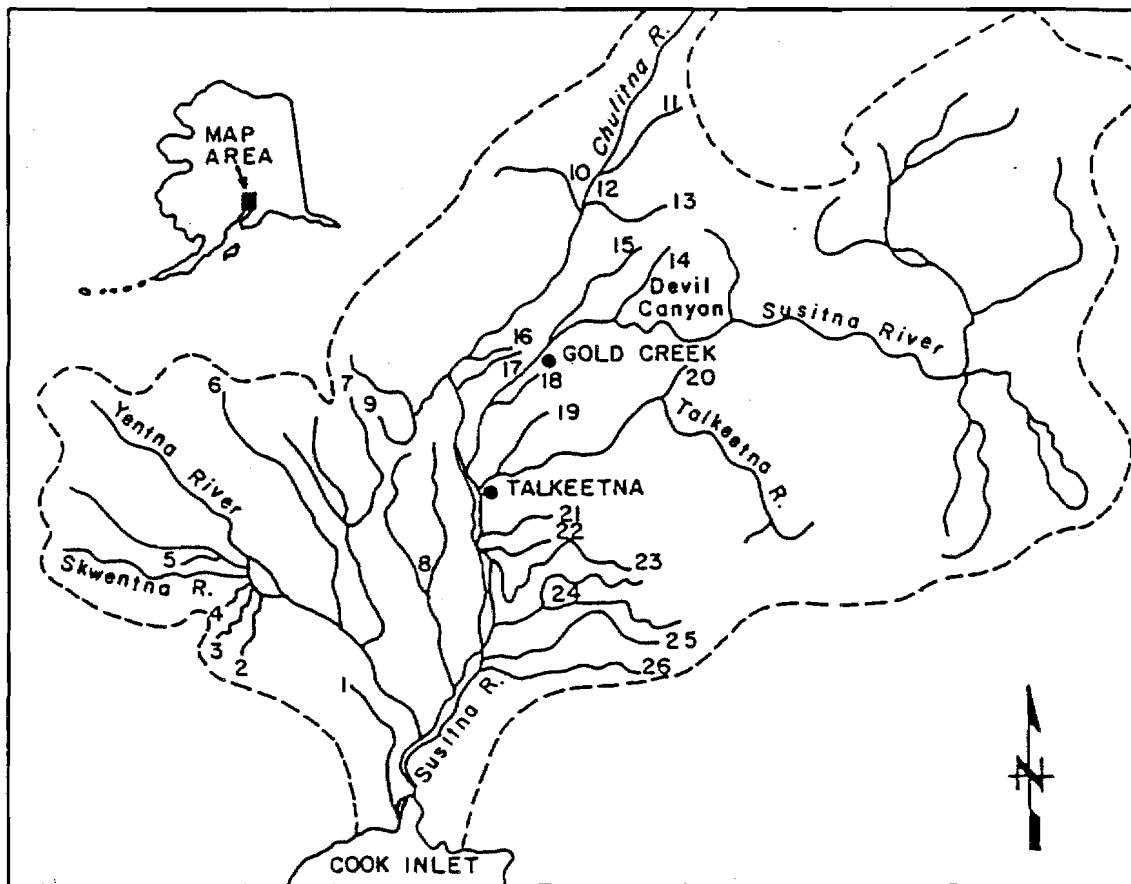 MAP
AREA
Chulitna R.
11
10
12
13
15
14
Devil
Canyon
Susitna River
16
17
GOLD CREEK
18
20
6
7
9
19
Talkeetna R.
Yentna River
TALKEETNA
21
22
5
8
23
Skwentna R.
24
4
3
2
25
26
1
Susitna R.
N
COOK INLET